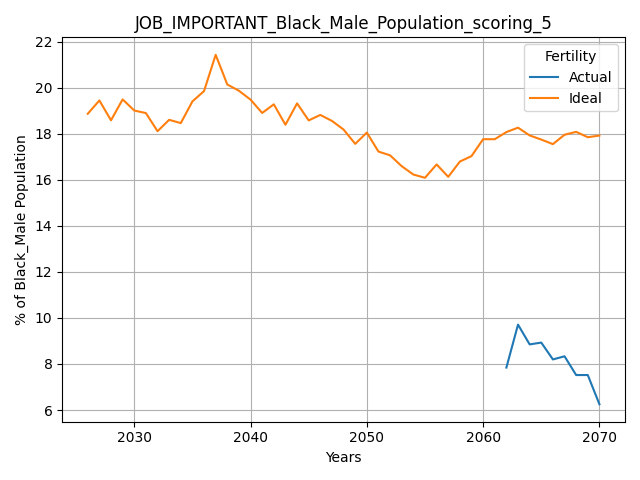 JOB_IMPORTANT_Black_Male_Population_scoring_5
Fertility
Actual
Ideal
% of Black_Male Population
22
20
18
16
14
12
10
8
6
2030 2040 2050 2060 2070
Years